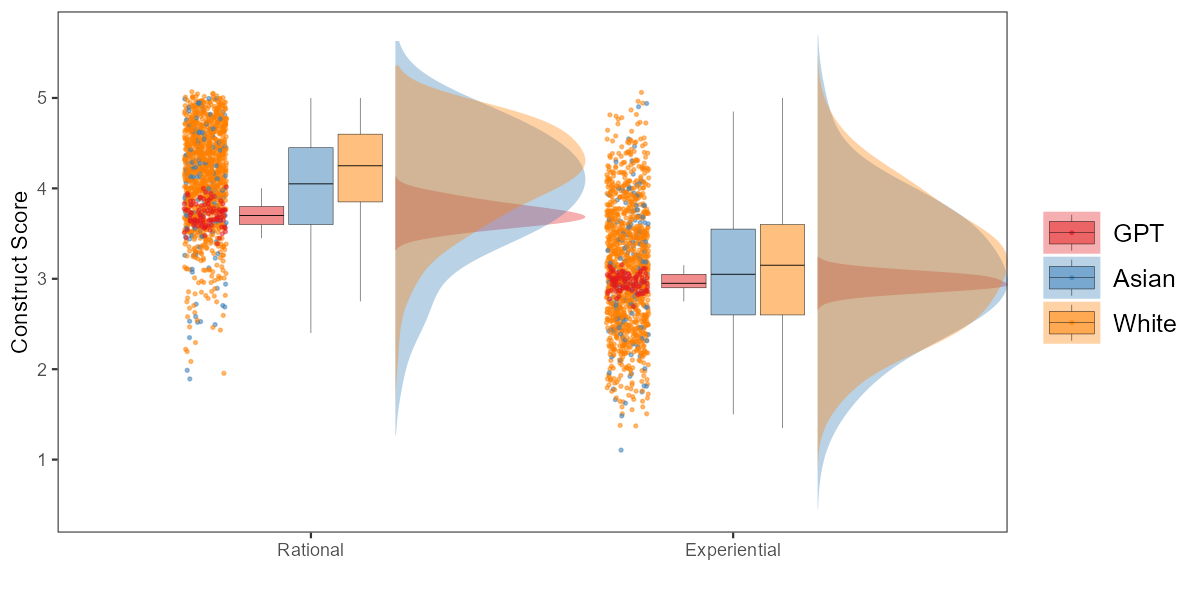 Construct Score
5
4
3
2
1
Rational
Experiential
GPT
Asian
White